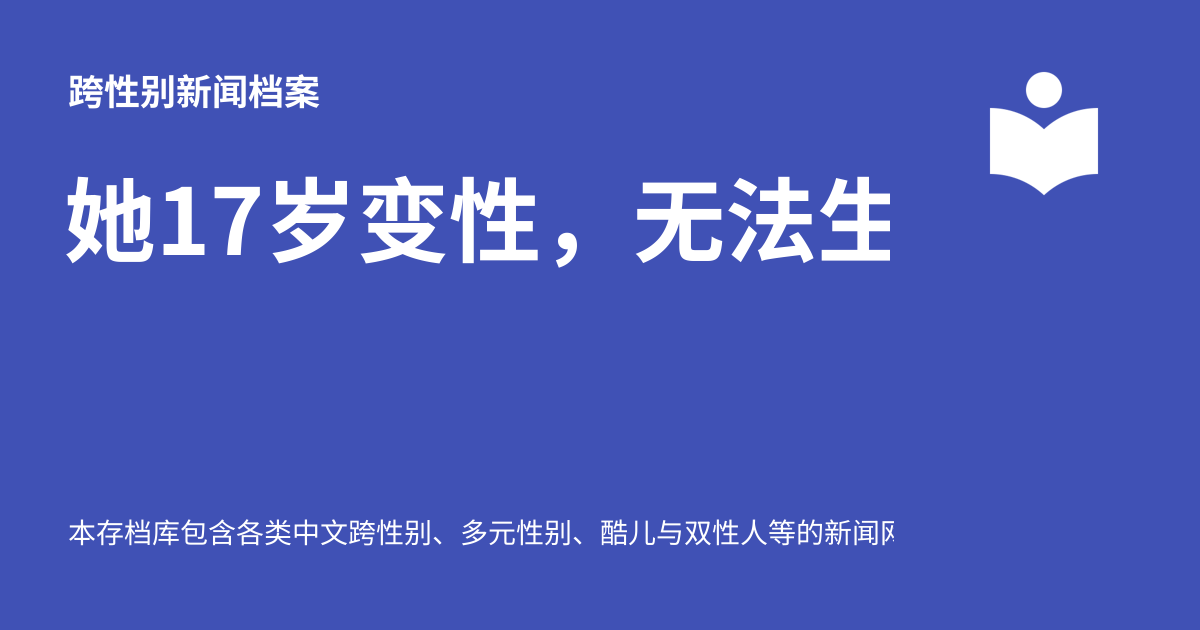 跨性别新闻档案
她17岁变性，无法生
本存档库包含各类中文跨性别、多元性别、酷儿与双性人等的新闻